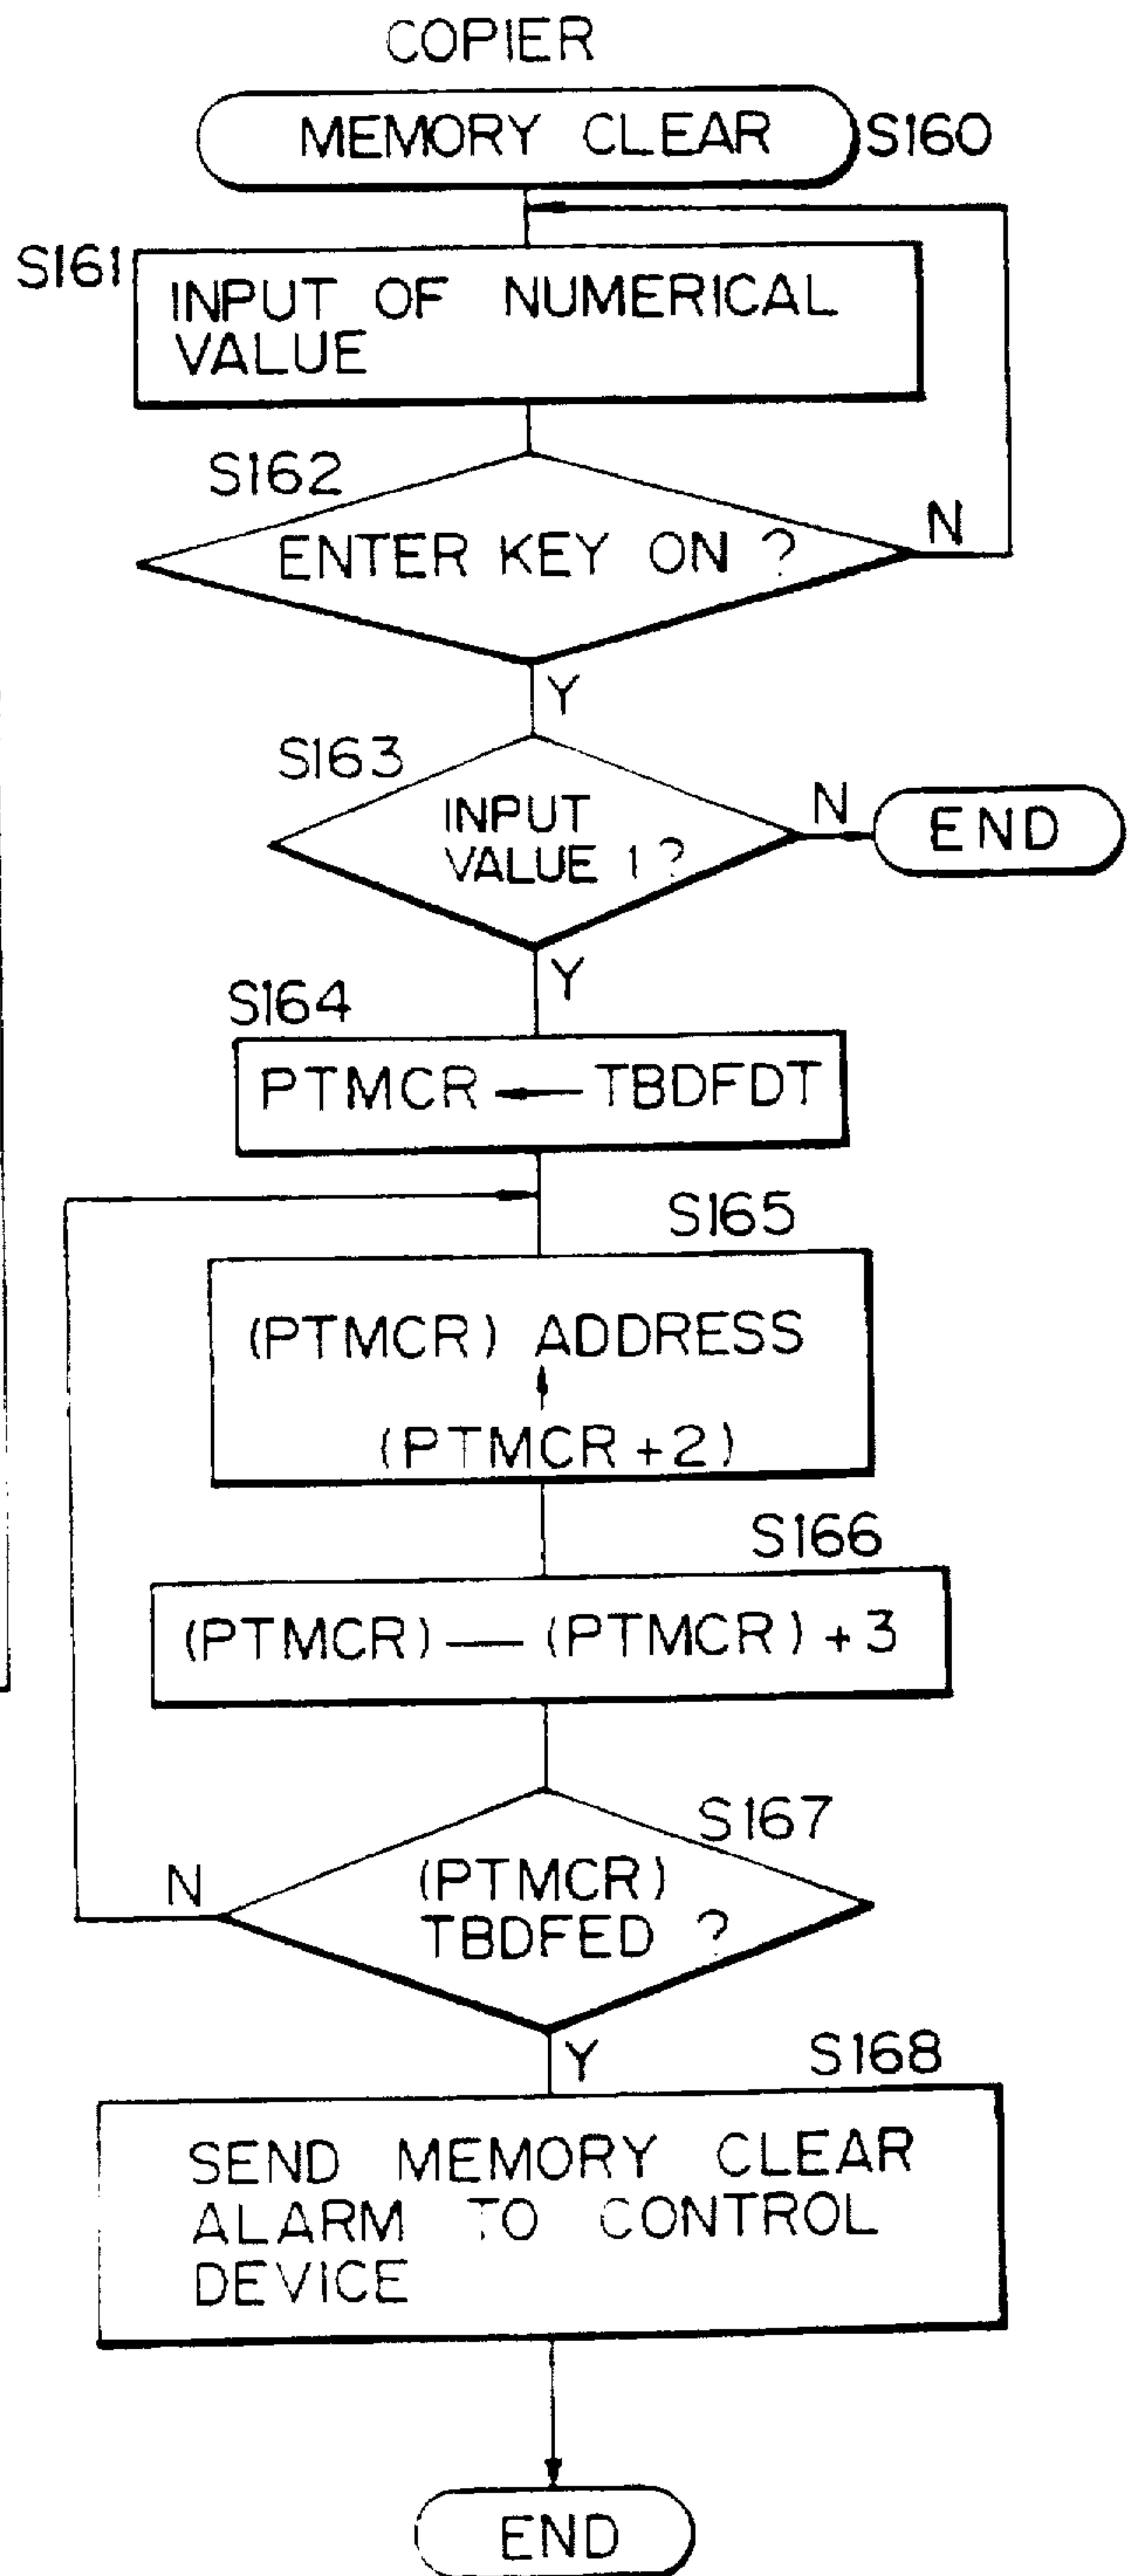 COPIER
MEMORY CLEAR
S160
S161
INPUT OF NUMERICAL
VALUE
S162
ENTER KEY ON ?
N
Y
S163
INPUT
VALUE 1 ?
N
END
Y
S164
PTMCR ← TBDFDT
S165
(PTMCR) ADDRESS
↑
(PTMCR +2)
S166
(PTMCR) — (PTMCR) +3
S167
(PTMCR)
TBDFED ?
N
Y
S168
SEND MEMORY CLEAR
ALARM TO CONTROL
DEVICE
END